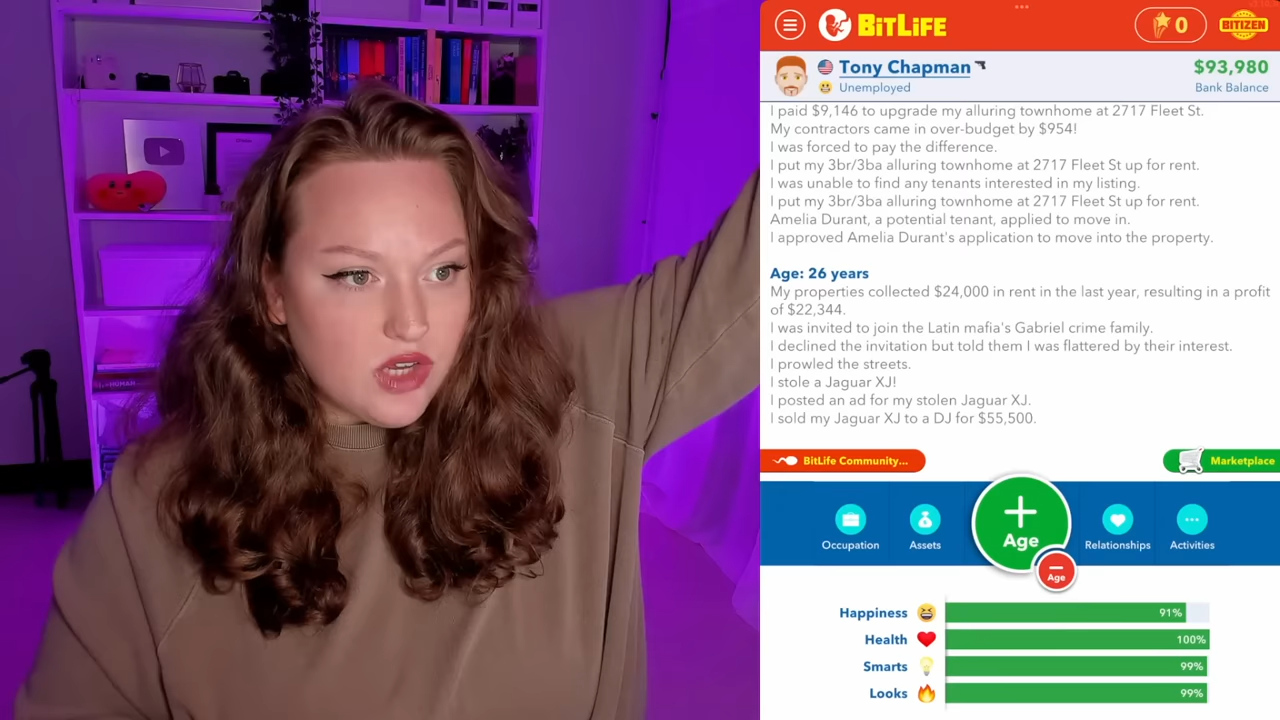 BitLife
0
BITIZEN
Tony Chapman
$93,980
Unemployed
Bank Balance
I paid $9,146 to upgrade my alluring townhome at 2717 Fleet St.
My contractors came in over-budget by $954!
I was forced to pay the difference.
I put my 3br/3ba alluring townhome at 2717 Fleet St up for rent.
I was unable to find any tenants interested in my listing.
I put my 3br/3ba alluring townhome at 2717 Fleet St up for rent.
Amelia Durant, a potential tenant, applied to move in.
I approved Amelia Durant's application to move into the property.
Age: 26 years
My properties collected $24,000 in rent in the last year, resulting in a profit
of $22,344.
I was invited to join the Latin mafia's Gabriel crime family.
I declined the invitation but told them I was flattered by their interest.
I prowled the streets.
I stole a Jaguar XJ!
I posted an ad for my stolen Jaguar XJ.
I sold my Jaguar XJ to a DJ for $55,500.
BitLife Community...
Marketplace
Occupation
Assets
Age
Relationships
Activities
Age
Happiness
91%
Health
100%
Smarts
99%
Looks
99%